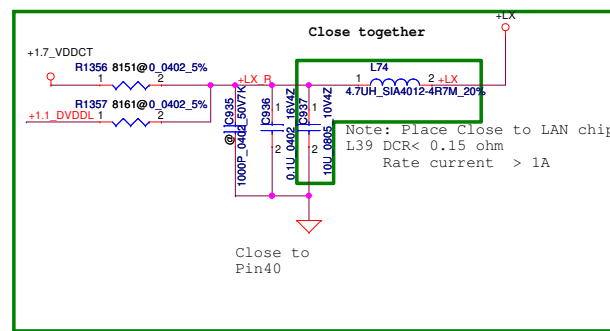 +LX
Close together
+1.7_VDDCT
R1356 8151@0_0402_5%
1 2
+LX_R
L74
1 2 +LX
4.7UH_SIA4012-4R7M_20%
R1357 8161@0_0402_5%
+1.1_DVDDL 1 2
@ C935
1000P_0402_50V7K
C936
0.1U_0402_16V4Z
1
2
C937
10U_0805_10V4Z
1
2
Note: Place Close to LAN chip
L39 DCR< 0.15 ohm
Rate current > 1A
Close to
Pin40